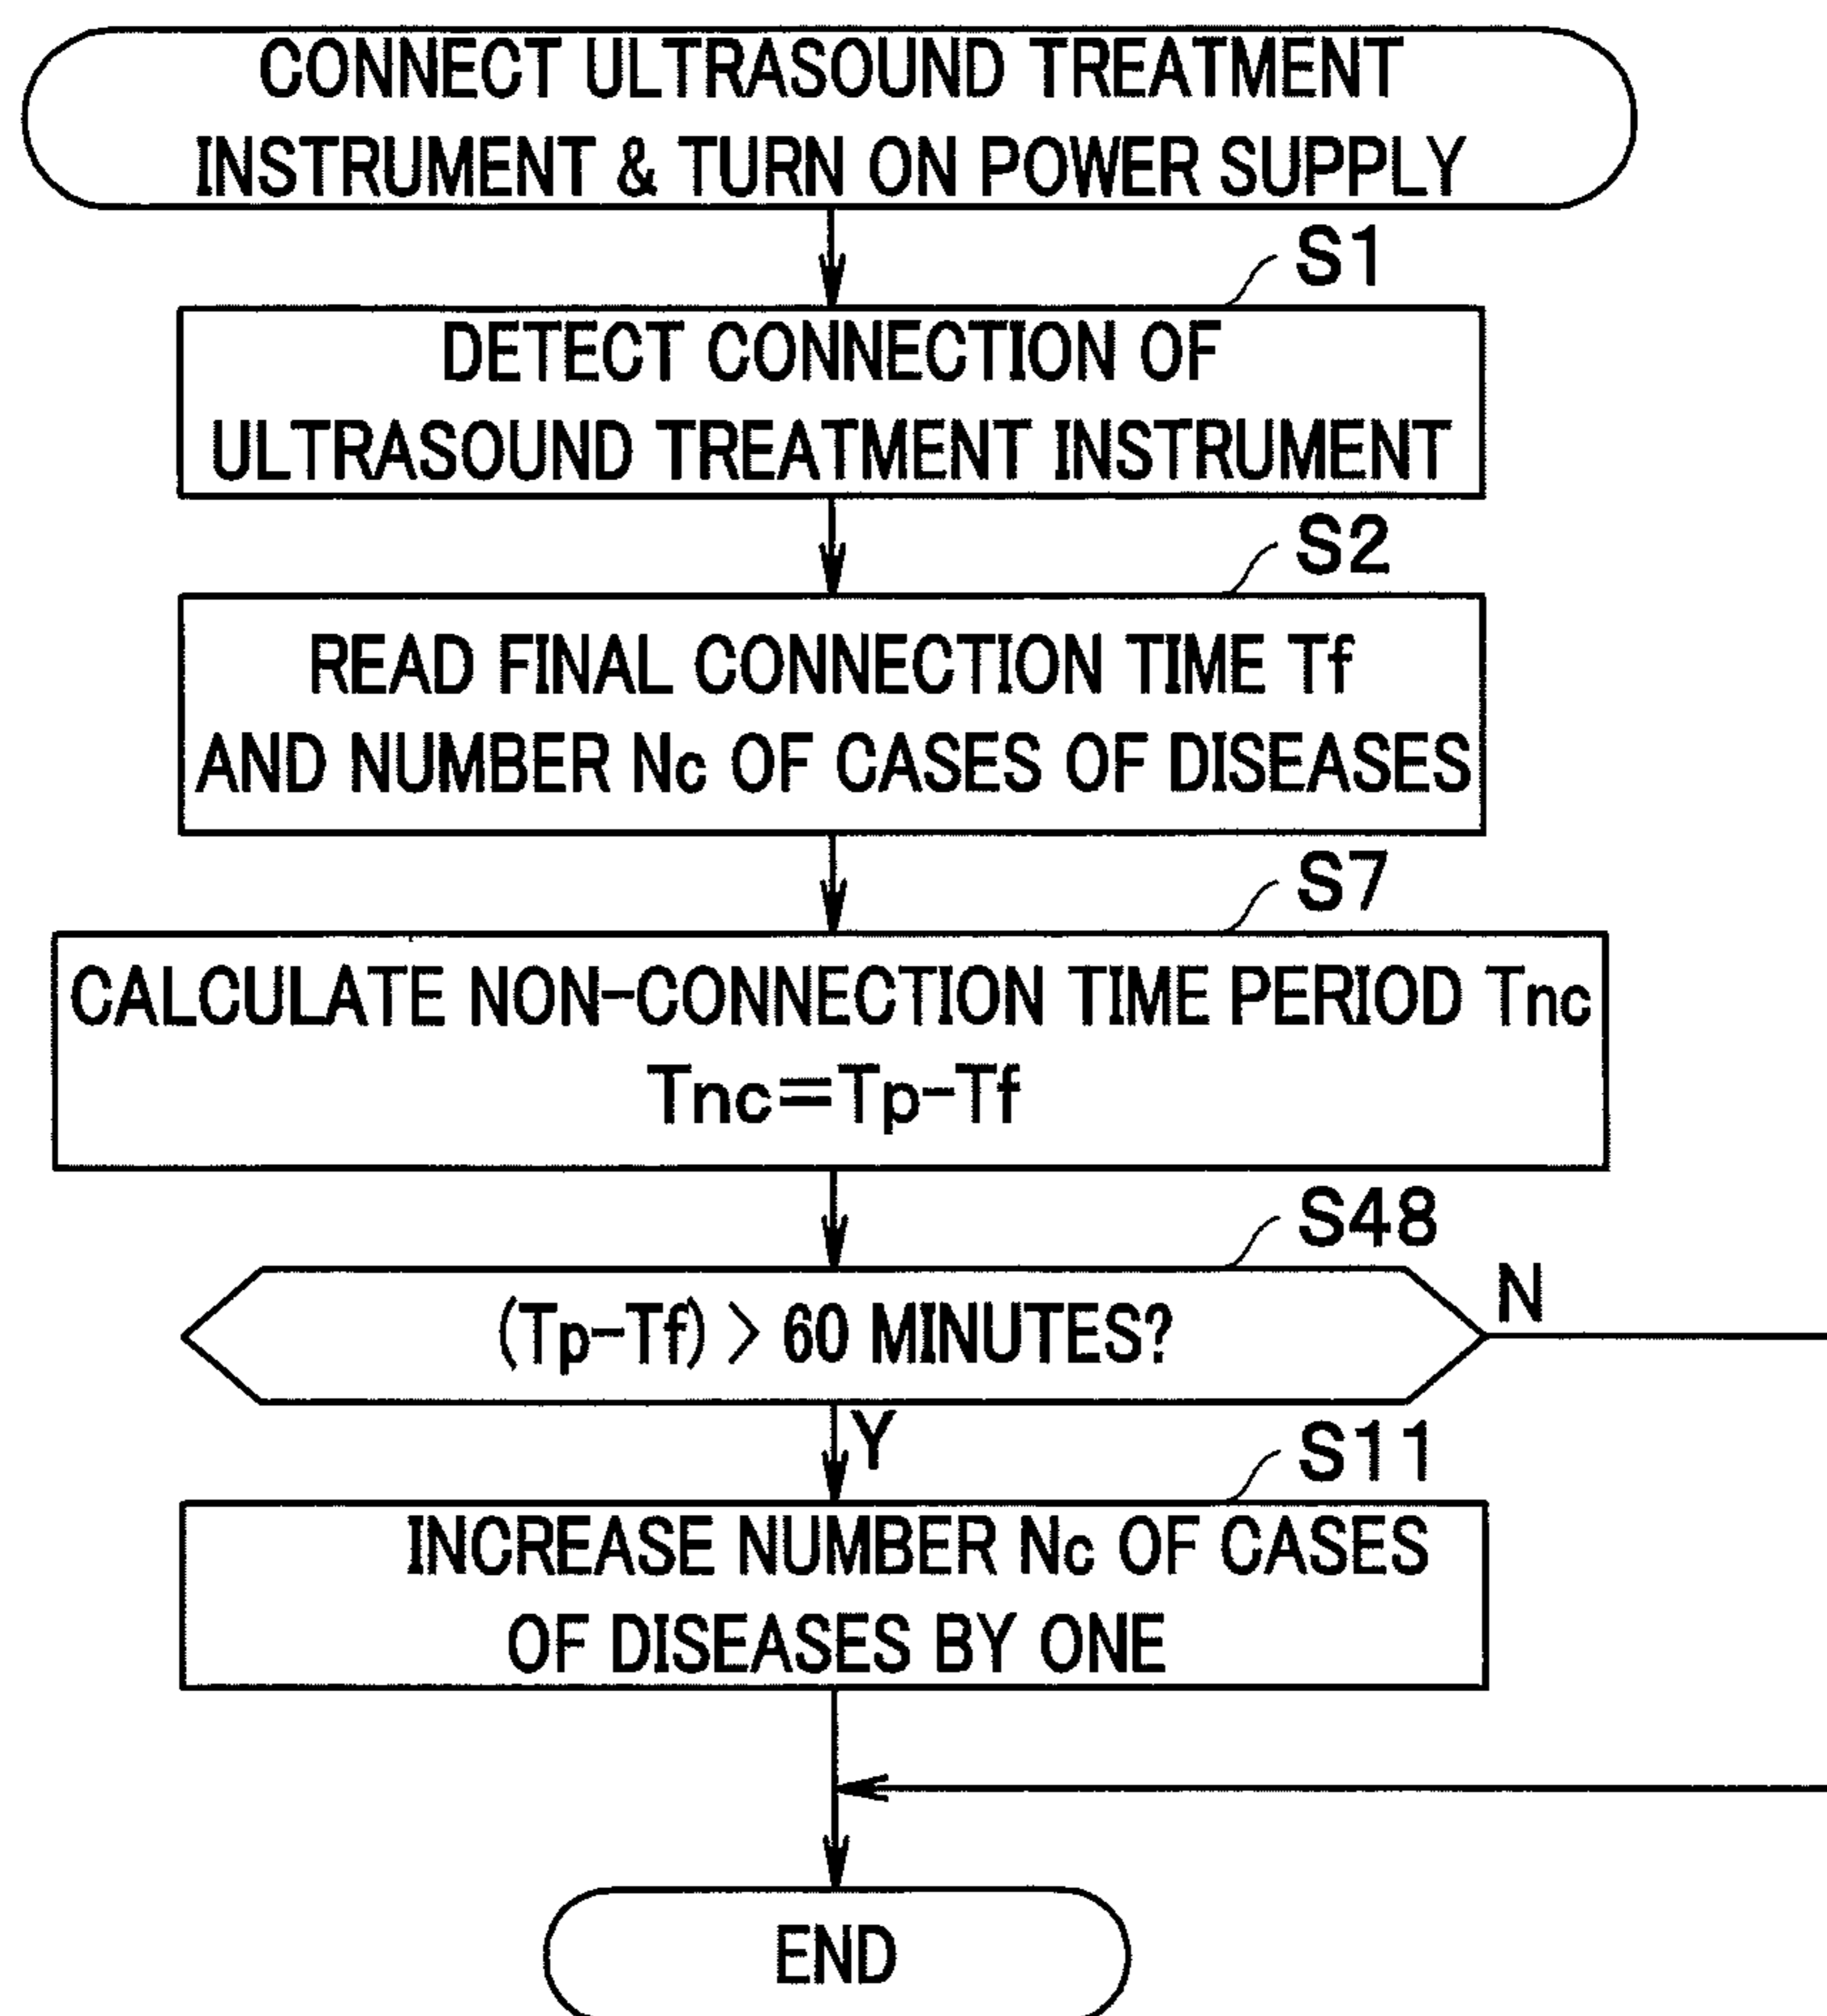 CONNECT ULTRASOUND TREATMENT
INSTRUMENT & TURN ON POWER SUPPLY
S1
DETECT CONNECTION OF
ULTRASOUND TREATMENT INSTRUMENT
S2
READ FINAL CONNECTION TIME Tf
AND NUMBER Nc OF CASES OF DISEASES
S7
CALCULATE NON-CONNECTION TIME PERIOD Tnc
Tnc=Tp-Tf
S48
(Tp-Tf) > 60 MINUTES?
N
Y
S11
INCREASE NUMBER Nc OF CASES
OF DISEASES BY ONE
END